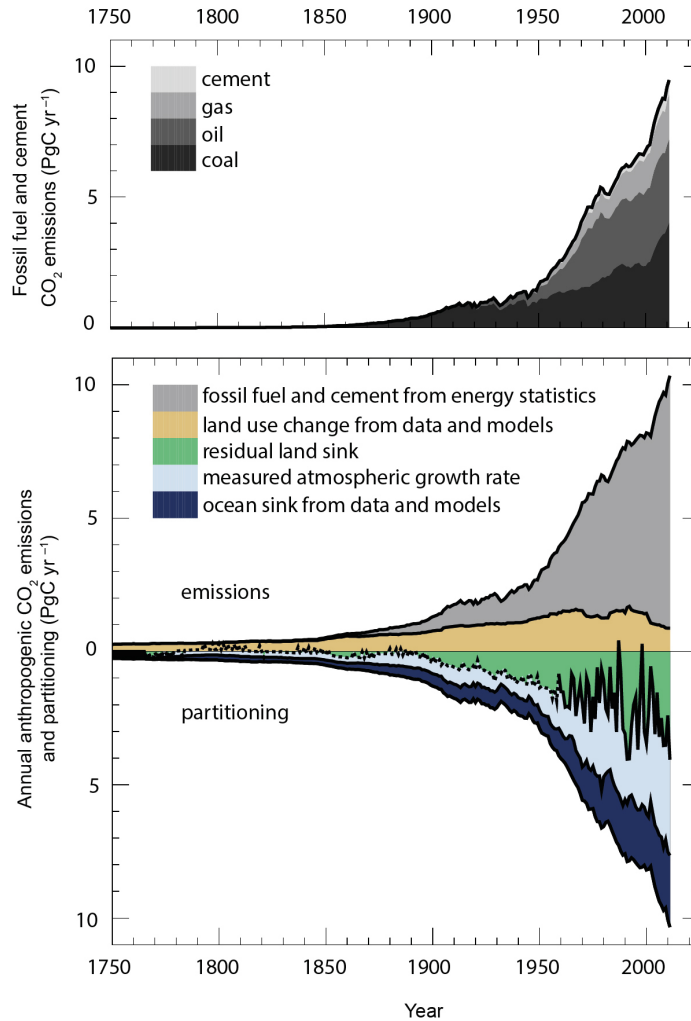 1750 1800 1850 1900 1950 2000
10
cement
gas
oil
coal
5
0
Fossil fuel and cement
CO₂ emissions (PgC yr⁻¹)
10
fossil fuel and cement from energy statistics
land use change from data and models
residual land sink
measured atmospheric growth rate
ocean sink from data and models
5
emissions
0
partitioning
5
10
Annual anthropogenic CO₂ emissions
and partitioning (PgC yr⁻¹)
1750 1800 1850 1900 1950 2000
Year